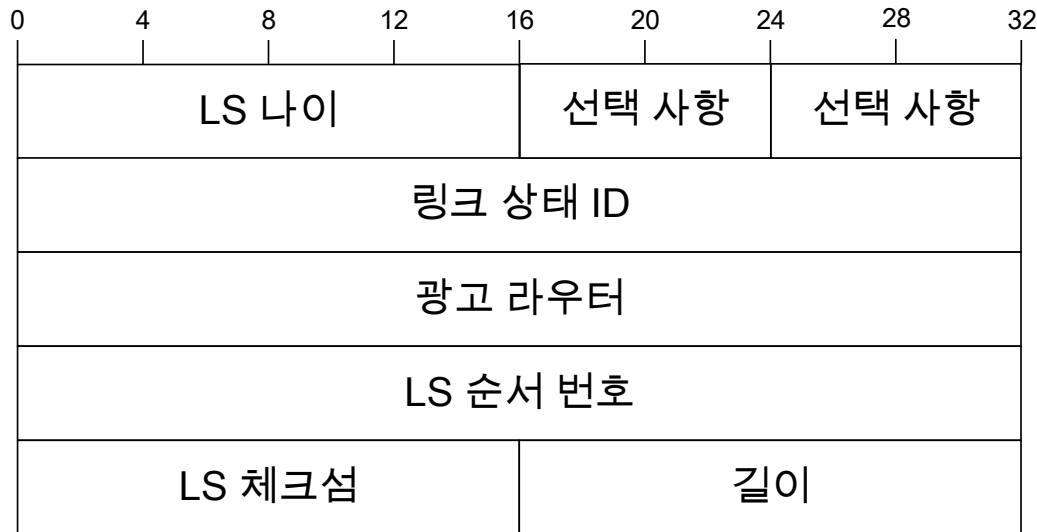 0 4 8 12 16 20 24 28 32
LS 나이 선택 사항 선택 사항
링크 상태 ID
광고 라우터
LS 순서 번호
LS 체크섬 길이